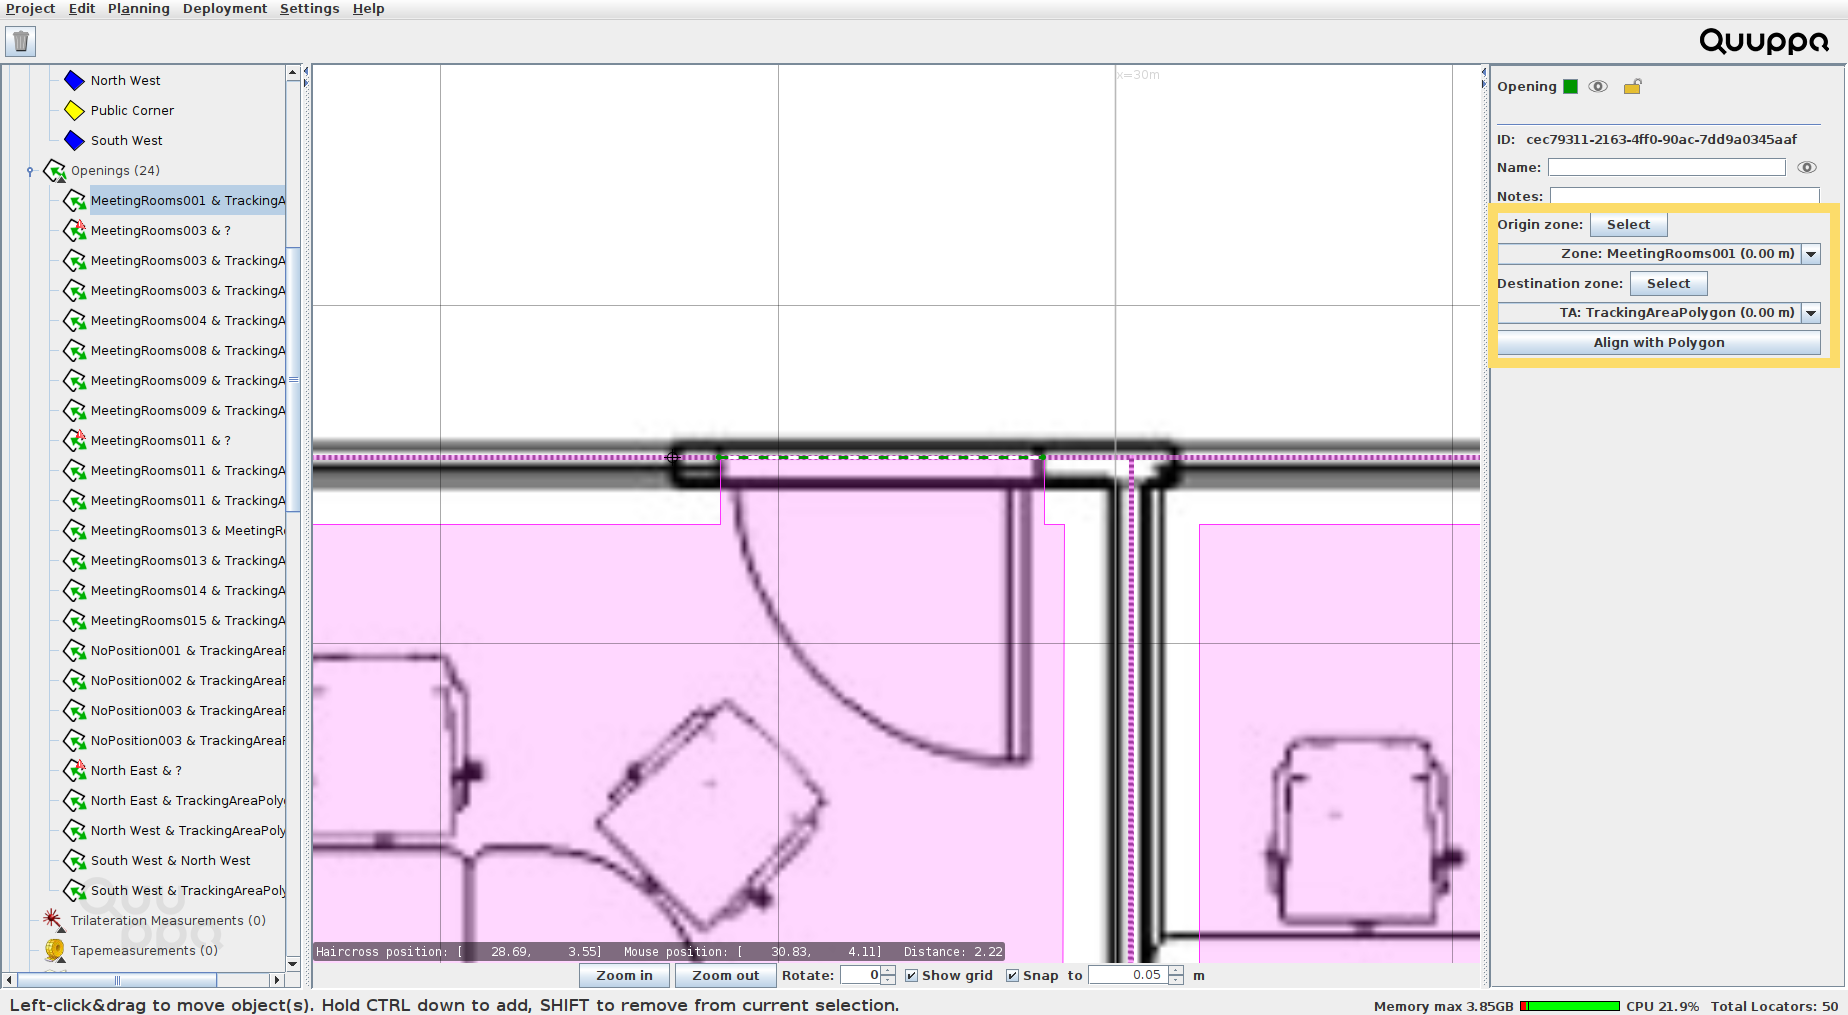 Project Edit Planning Deployment Settings Help
Quuppa
North West
Public Corner
South West
Openings (24)
MeetingRooms001 & TrackingA
MeetingRooms003 & ?
MeetingRooms003 & TrackingA
MeetingRooms003 & TrackingA
MeetingRooms004 & TrackingA
MeetingRooms008 & TrackingA
MeetingRooms009 & TrackingA
MeetingRooms009 & TrackingA
MeetingRooms011 & ?
MeetingRooms011 & TrackingA
MeetingRooms011 & TrackingA
MeetingRooms013 & MeetingR
MeetingRooms013 & TrackingA
MeetingRooms014 & TrackingA
MeetingRooms015 & TrackingA
NoPosition001 & TrackingArea
NoPosition002 & TrackingArea
NoPosition003 & TrackingArea
NoPosition003 & TrackingArea
North East & ?
North East & TrackingAreaPoly
North West & TrackingAreaPoly
South West & North West
South West & TrackingAreaPoly
Quu
ppa
Trilateration Measurements (0)
Tapemeasurements (0)
x=30m
Haircross position: [ 28.69, 3.55] Mouse position: [ 30.83, 4.11] Distance: 2.22
Zoom in Zoom out Rotate: 0 Show grid Snap to 0.05 m
Opening
ID: cec79311-2163-4ff0-90ac-7dd9a0345aaf
Name:
Notes:
Origin zone: Select
Zone: MeetingRooms001 (0.00 m)
Destination zone: Select
TA: TrackingAreaPolygon (0.00 m)
Align with Polygon
Left-click&drag to move object(s). Hold CTRL down to add, SHIFT to remove from current selection.
Memory max 3.85GB CPU 21.9% Total Locators: 50